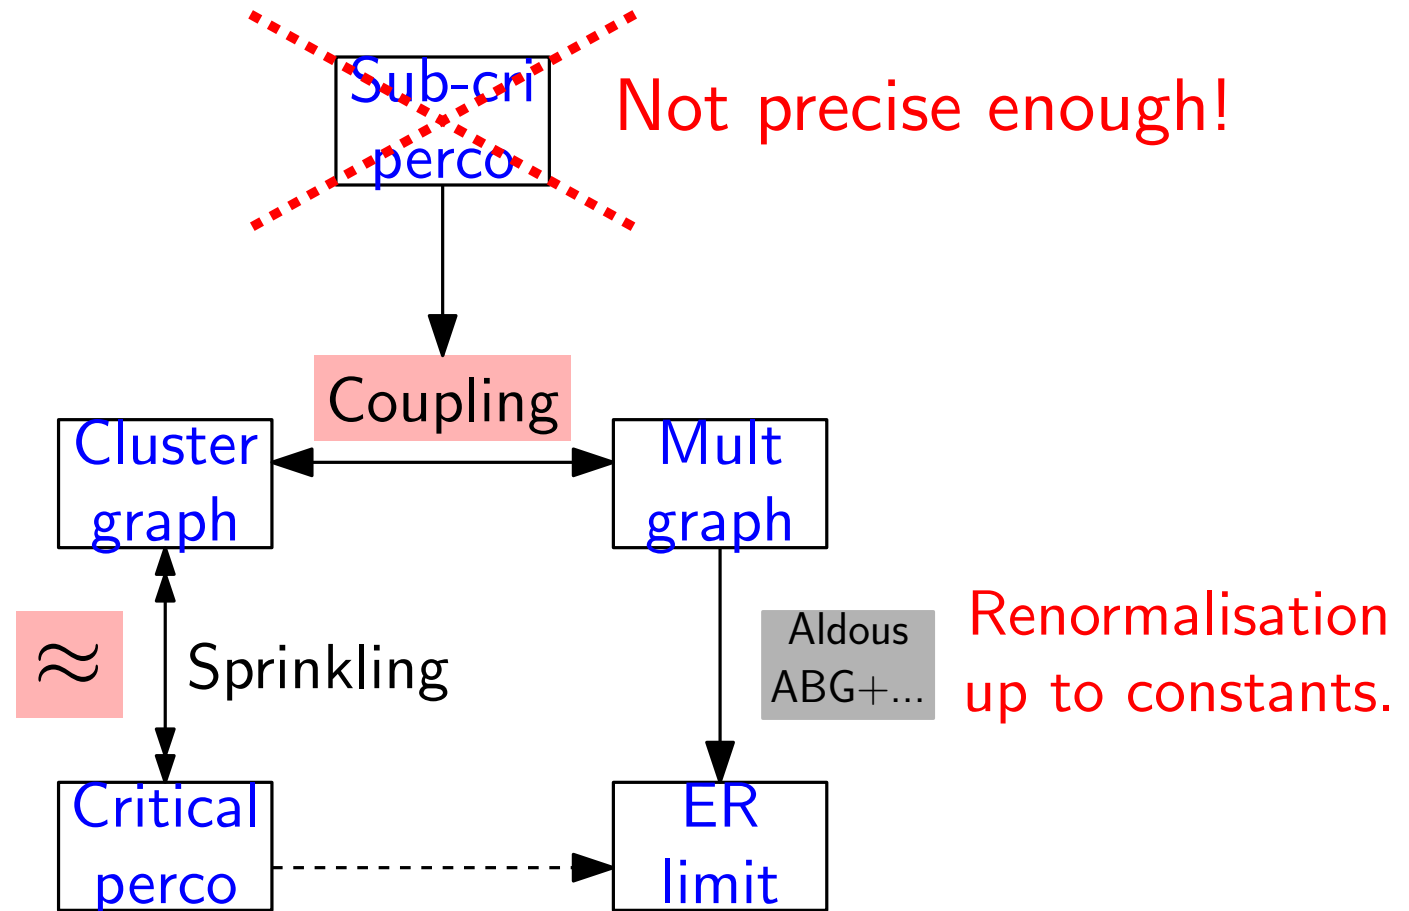 Sub-cri
perco
Not precise enough!
Coupling
Cluster
graph
Mult
graph
≈
Sprinkling
Aldous
ABG+...
Renormalisation
up to constants.
Critical
perco
ER
limit